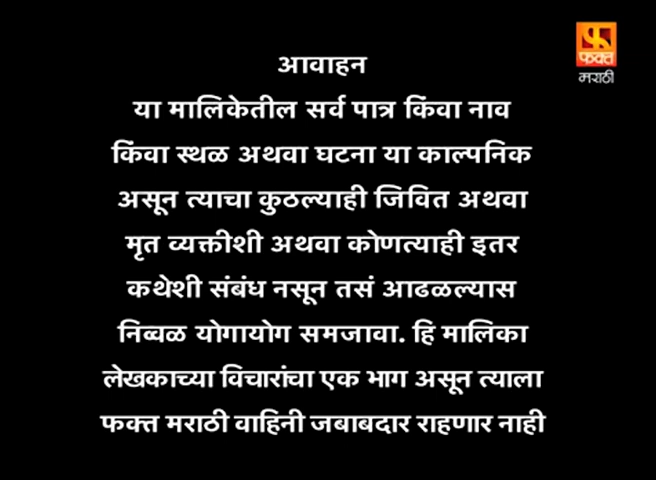 फक्त
मराठी
आवाहन
या मालिकेतील सर्व पात्र किंवा नाव
किंवा स्थळ अथवा घटना या काल्पनिक
असून त्याचा कुठल्याही जिवित अथवा
मृत व्यक्तीशी अथवा कोणत्याही इतर
कथेशी संबंध नसून तसं आढळल्यास
निव्वळ योगायोग समजावा. हि मालिका
लेखकाच्या विचारांचा एक भाग असून त्याला
फक्त मराठी वाहिनी जबाबदार राहणार नाही